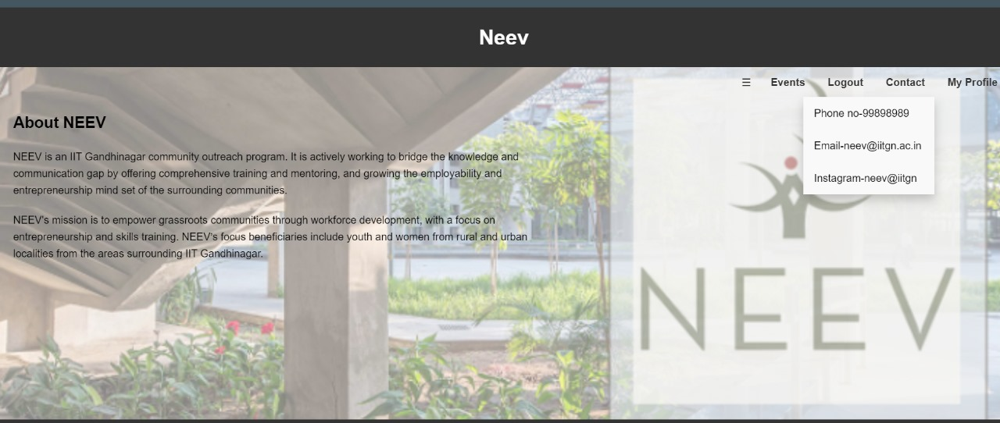 Neev
☰ Events Logout Contact My Profile
Phone no-99898989
Email-neev@iitgn.ac.in
Instagram-neev@iitgn
About NEEV
NEEV is an IIT Gandhinagar community outreach program. It is actively working to bridge the knowledge and
communication gap by offering comprehensive training and mentoring, and growing the employability and
entrepreneurship mind set of the surrounding communities.
NEEV's mission is to empower grassroots communities through workforce development, with a focus on
entrepreneurship and skills training. NEEV's focus beneficiaries include youth and women from rural and urban
localities from the areas surrounding IIT Gandhinagar.
NEEV